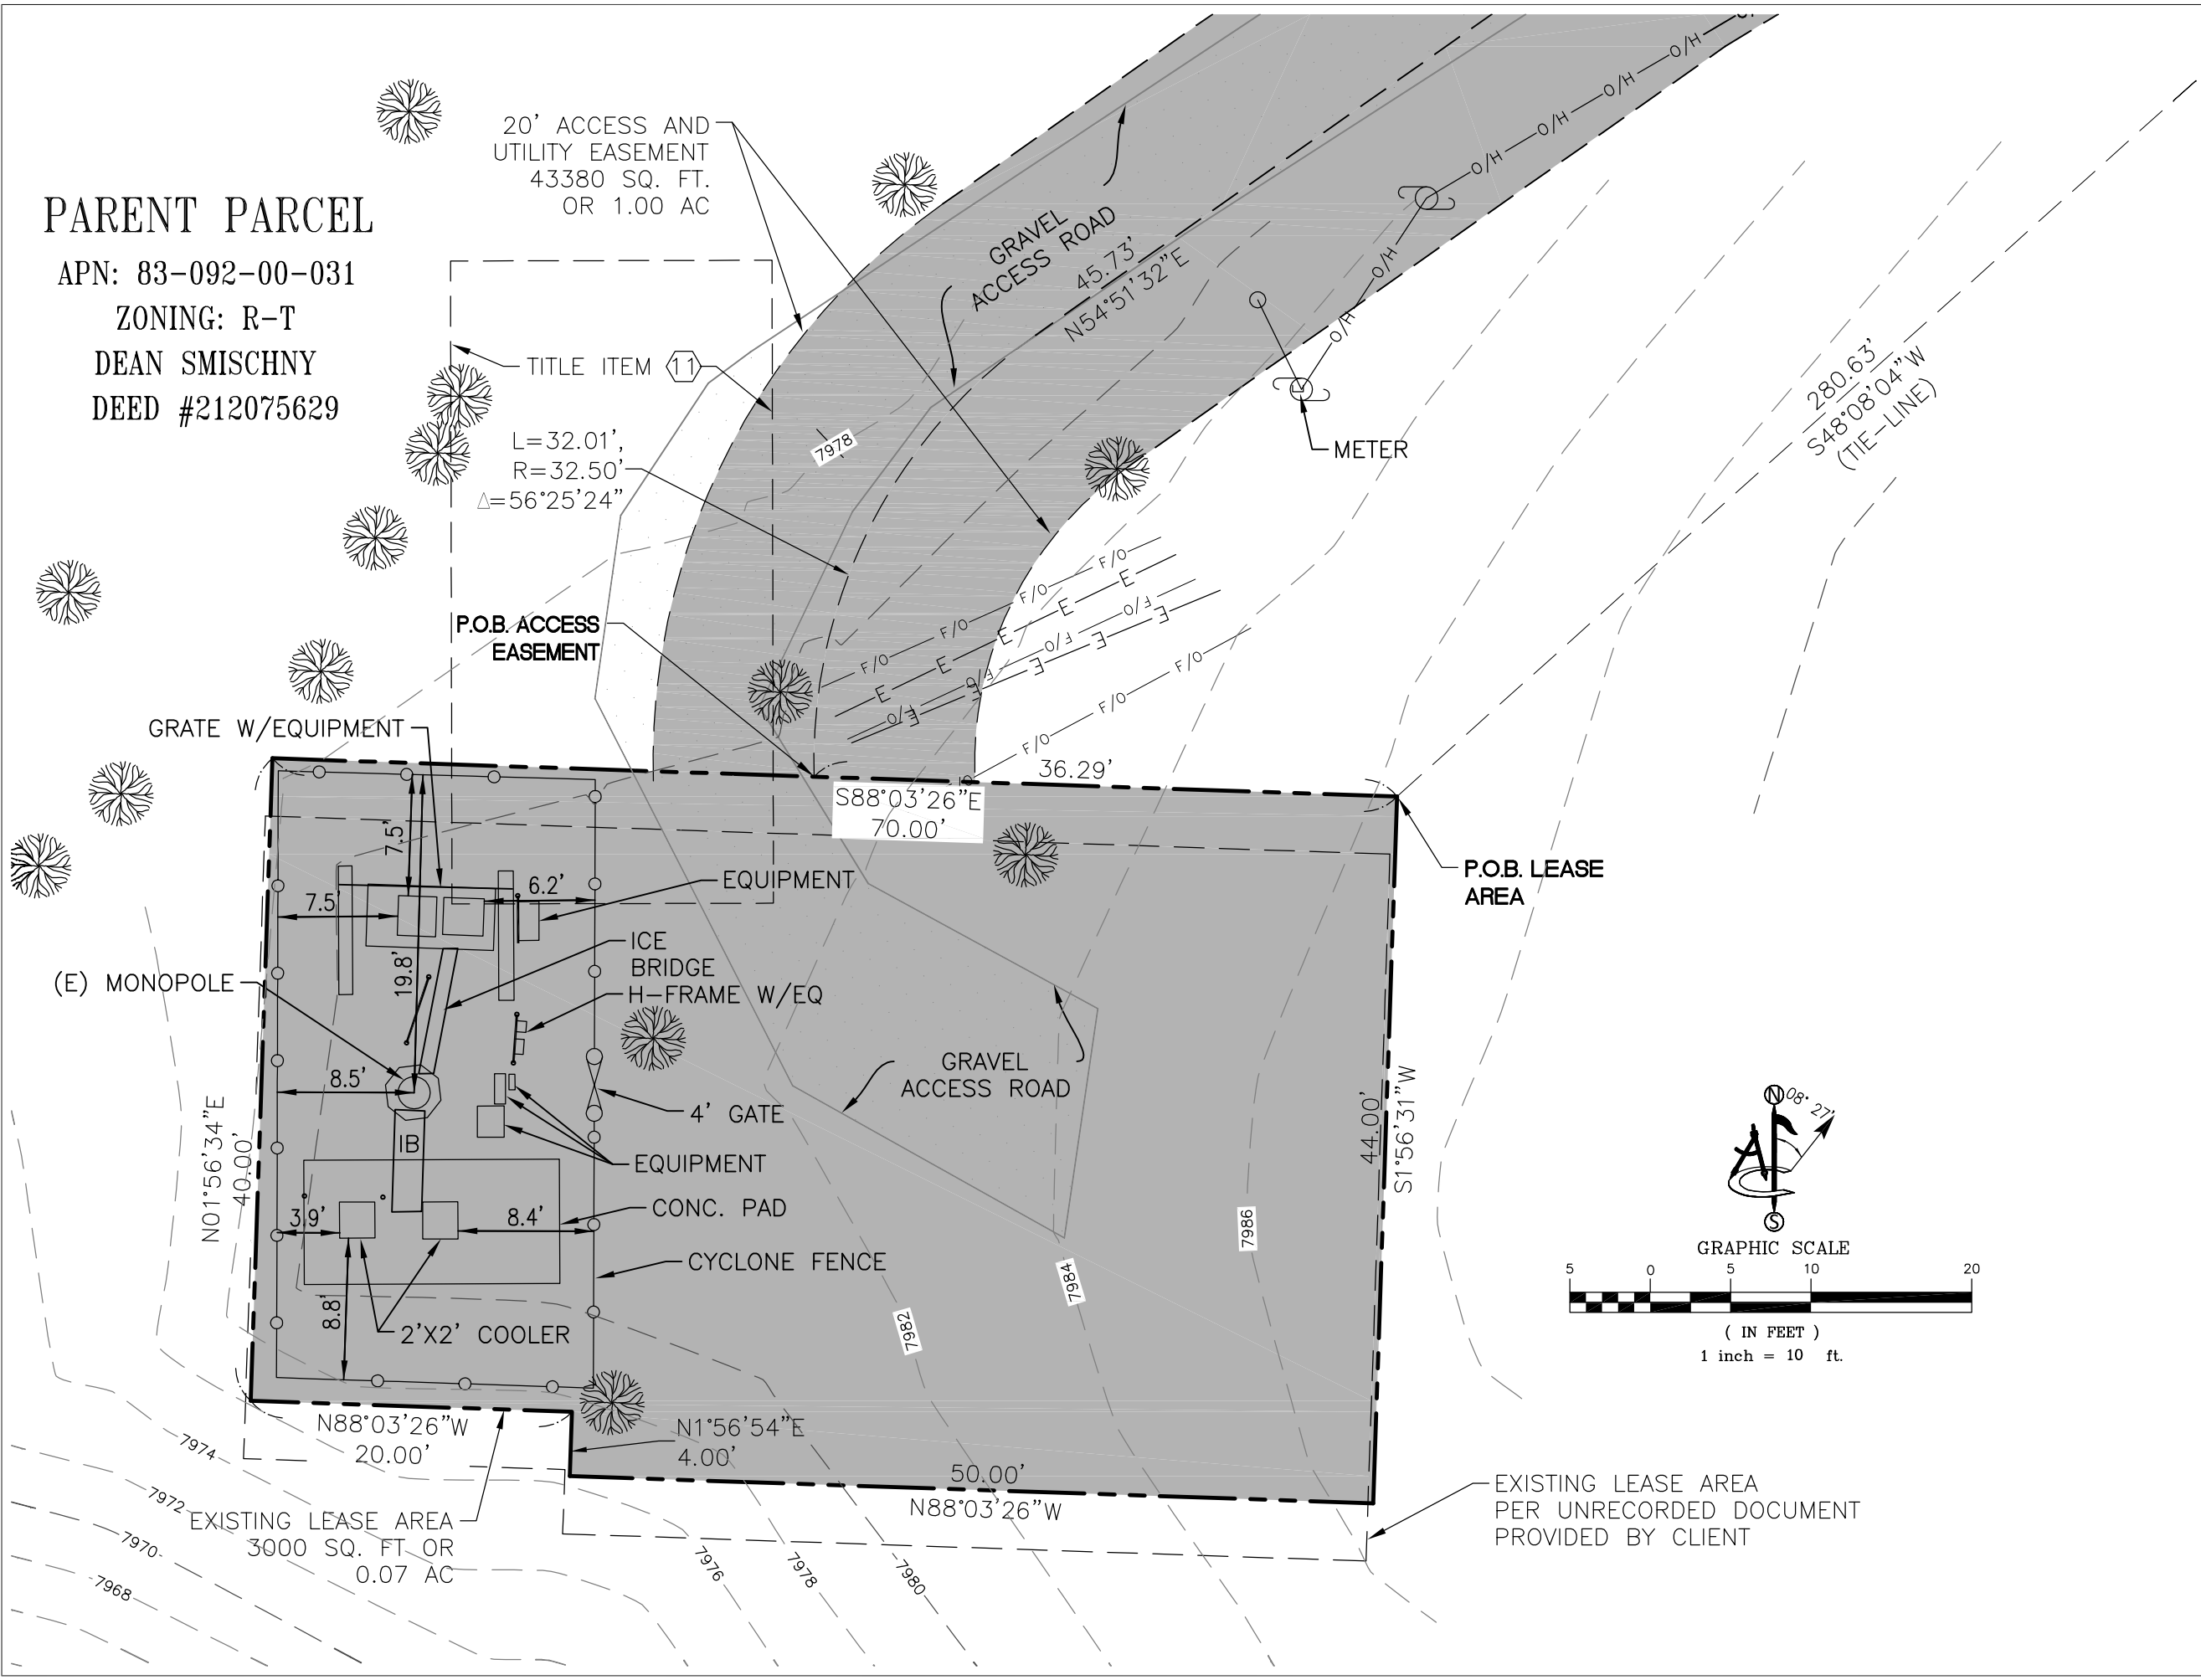 20' ACCESS AND
UTILITY EASEMENT
43380 SQ. FT.
OR 1.00 AC
PARENT PARCEL
APN: 83-092-00-031
ZONING: R-T
DEAN SMISCHNY
DEED #212075629
TITLE ITEM 11
L=32.01',
R=32.50'
Δ=56°25'24"
7978
GRAVEL
ACCESS ROAD
45.73'
N54°51'32"E
O/H
O/H
O/H
O/H
O/H
O/H
METER
280.63'
S48°08'04"W
(TIE-LINE)
F/O
F/O
F/O
F/O
E
E
E
E
E
F/O
F/O
F/O
F/O
E
E
E
E
E
F/O
F/O
F/O
P.O.B. ACCESS
EASEMENT
GRATE W/EQUIPMENT
36.29'
S88°03'26"E
70.00'
P.O.B. LEASE
AREA
7.5'
7.5'
6.2'
EQUIPMENT
19.8'
ICE
BRIDGE
H-FRAME W/EQ
(E) MONOPOLE
8.5'
GRAVEL
ACCESS ROAD
4' GATE
IB
EQUIPMENT
CONC. PAD
3.9'
8.4'
CYCLONE FENCE
8.8'
2'X2' COOLER
N01°56'34"E
40.00'
44.00'
S1°56'31"W
7986
7984
7982
N 08° 27'
A
S
GRAPHIC SCALE
5 0 5 10 20
( IN FEET )
1 inch = 10 ft.
N88°03'26"W
20.00'
N1°56'54"E
4.00'
50.00'
N88°03'26"W
7974
7972
7970
7968
7976
7978
7980
EXISTING LEASE AREA
3000 SQ. FT OR
0.07 AC
EXISTING LEASE AREA
PER UNRECORDED DOCUMENT
PROVIDED BY CLIENT